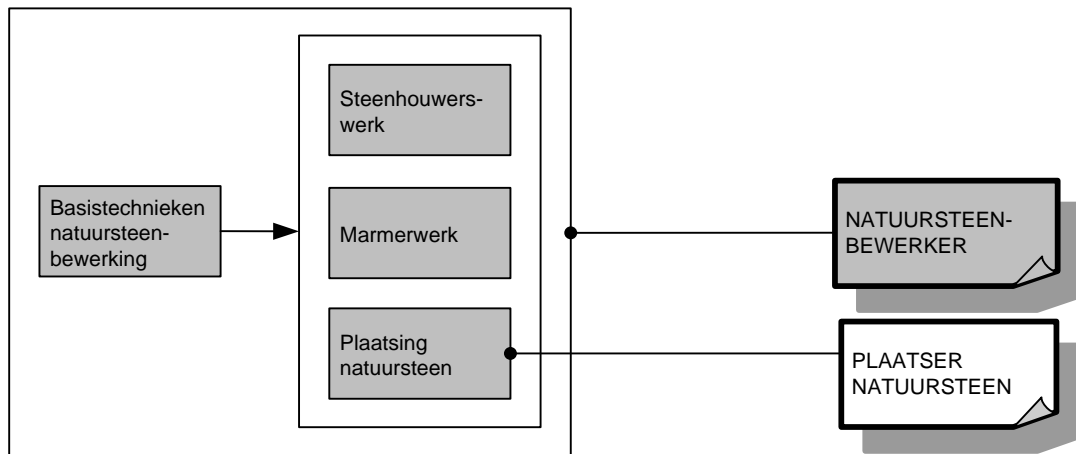 Steenhouwers-
werk
Basistechnieken
natuursteen-
bewerking
Marmerwerk
Plaatsing
natuursteen
NATUURSTEEN-
BEWERKER
PLAATSER
NATUURSTEEN